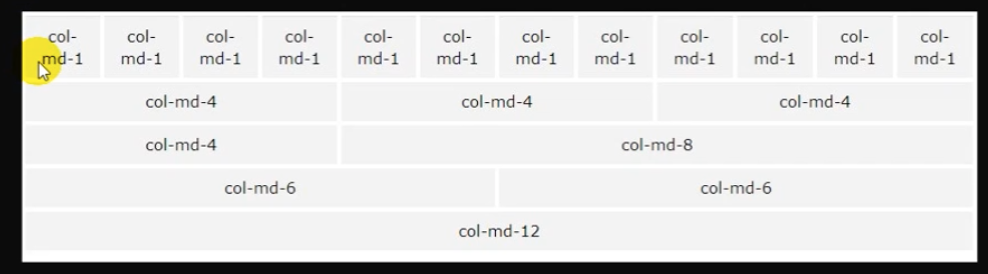 col- col- col- col- col- col- col- col- col- col- col- col-
md-1 md-1 md-1 md-1 md-1 md-1 md-1 md-1 md-1 md-1 md-1 md-1
col-md-4 col-md-4 col-md-4
col-md-4 col-md-8
col-md-6 col-md-6
col-md-12